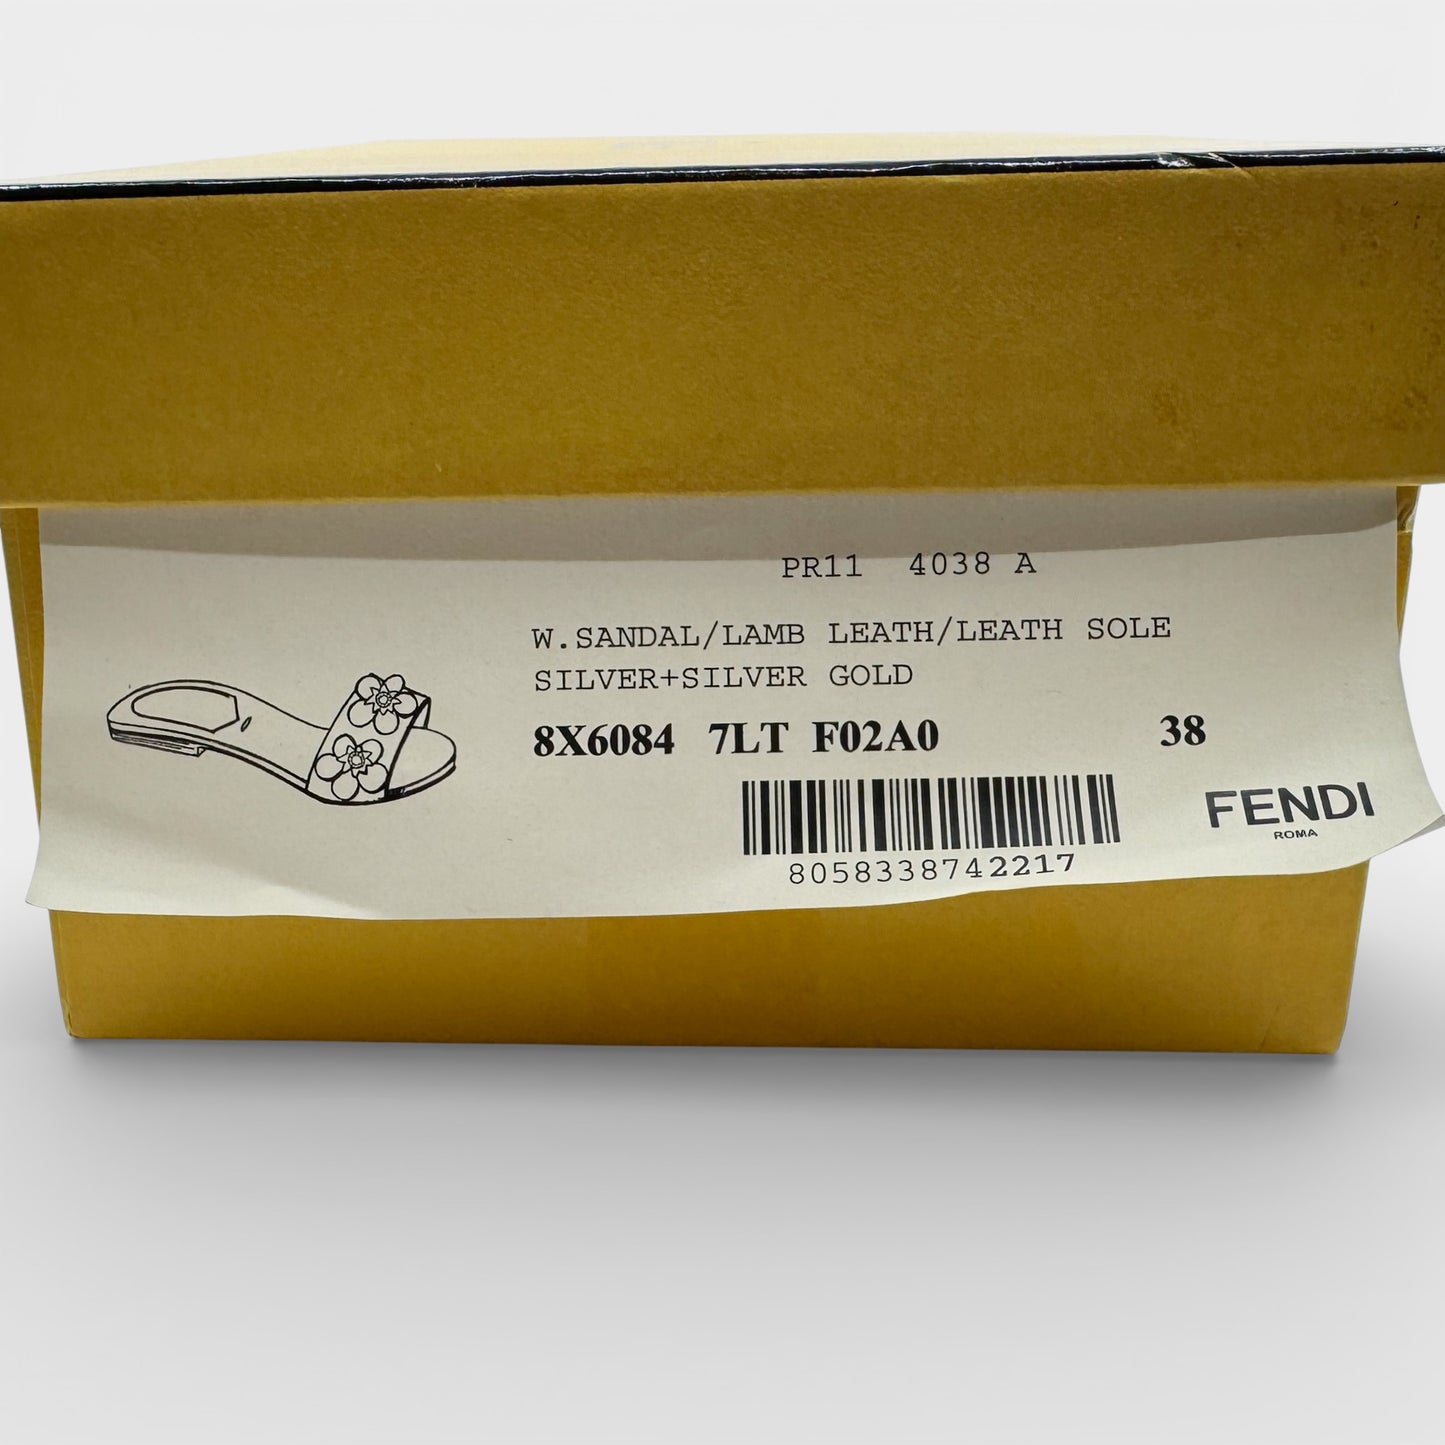 PR11 4038 A
W.SANDAL/LAMB LEATH/LEATH SOLE
SILVER+SILVER GOLD
8X6084 7LT F02A0 38
FENDI
ROMA
8058338742217